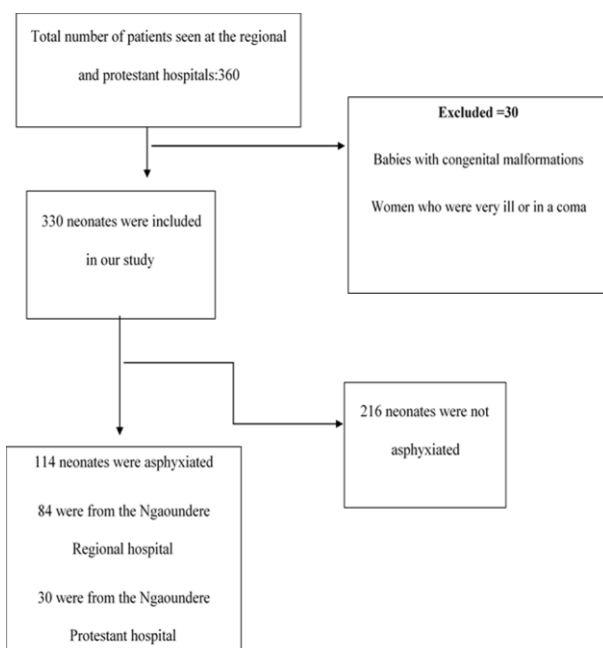 Total number of patients seen at the regional
and protestant hospitals:360
Excluded =30
Babies with congenital malformations
Women who were very ill or in a coma
330 neonates were included
in our study
216 neonates were not
asphyxiated
114 neonates were asphyxiated
84 were from the Ngaoundere
Regional hospital
30 were from the Ngaoundere
Protestant hospital